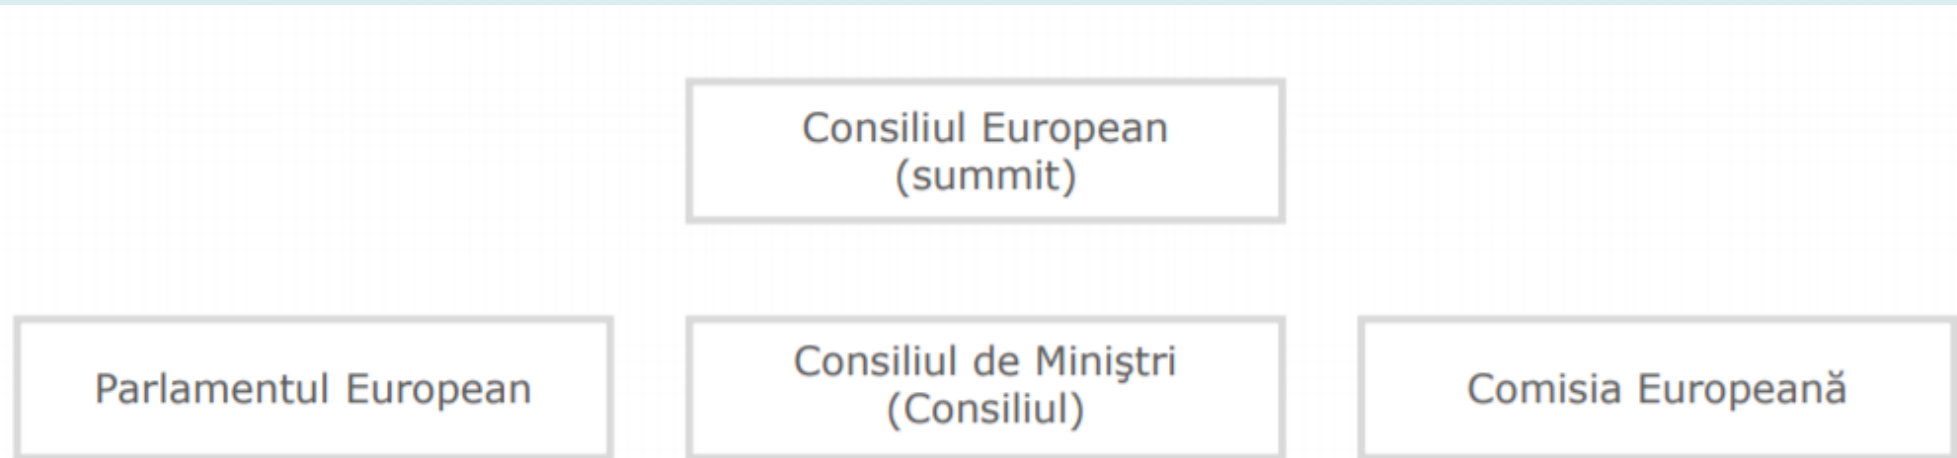 Consiliul European
(summit)
Parlamentul European
Consiliul de Miniştri
(Consiliul)
Comisia Europeană